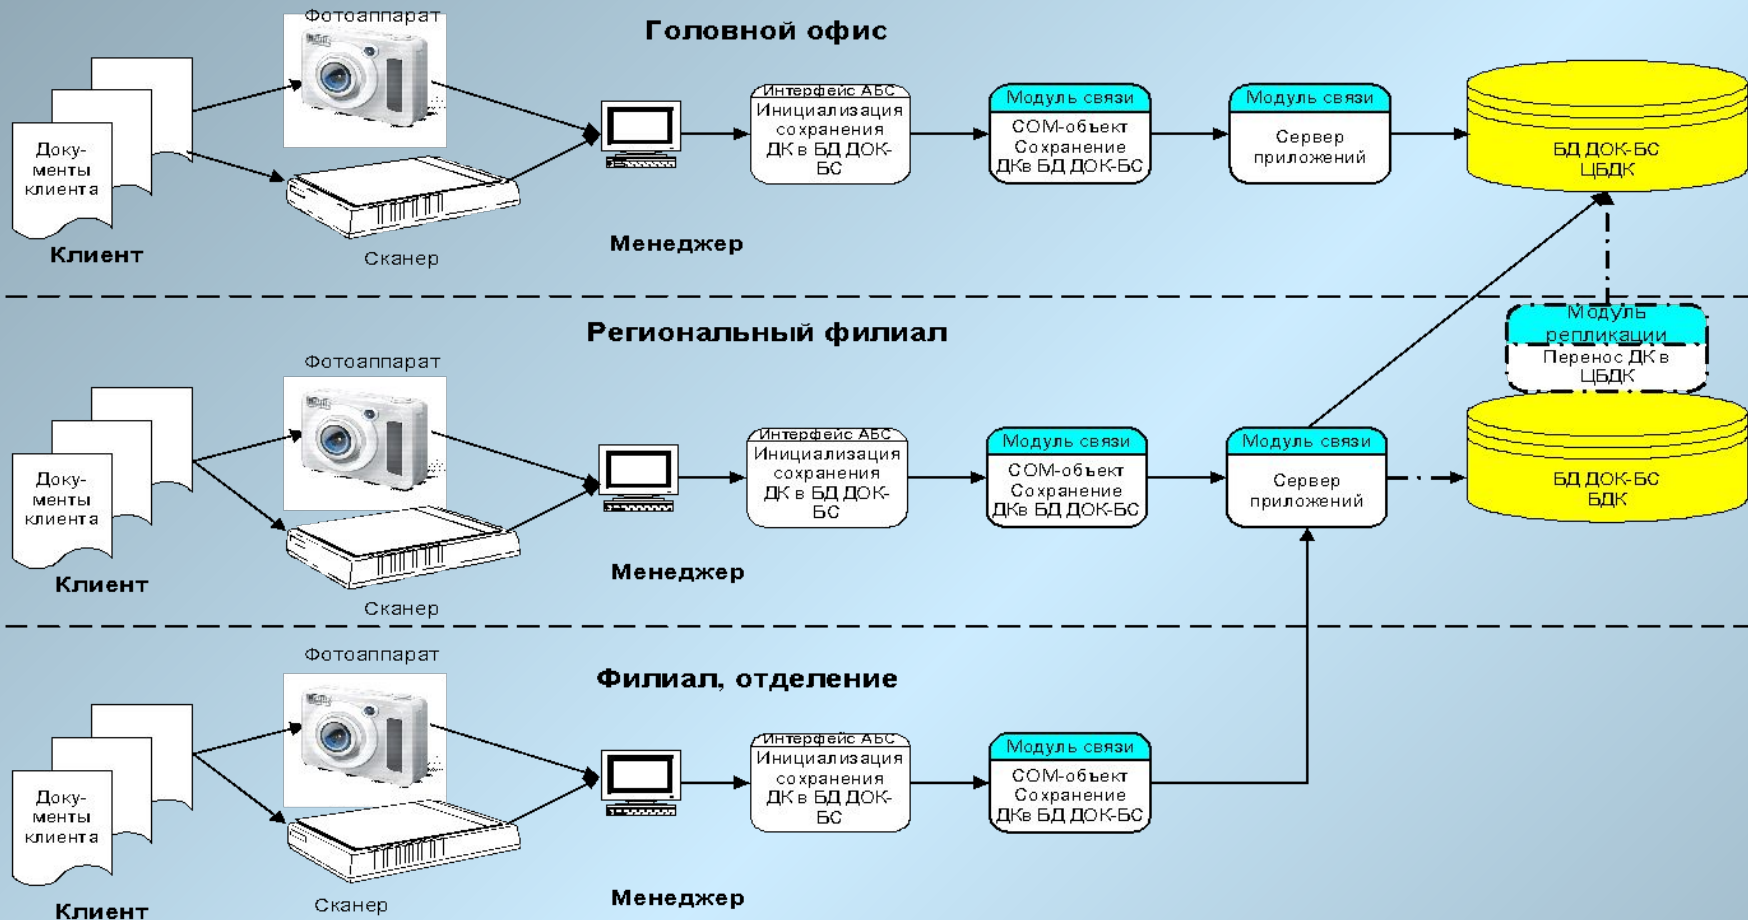 Фотоаппарат
Головной офис
Доку-
менты
клиента
Клиент
Сканер
Менеджер
Интерфейс АБС
Инициализация
сохранения
ДК в БД ДОК-
БС
Модуль связи
COM-объект
Сохранение
ДКв БД ДОК-БС
Модуль связи
Сервер
приложений
БД ДОК-БС
ЦБДК
Региональный филиал
Фотоаппарат
Доку-
менты
клиента
Клиент
Сканер
Менеджер
Интерфейс АБС
Инициализация
сохранения
ДК в БД ДОК-
БС
Модуль связи
COM-объект
Сохранение
ДКв БД ДОК-БС
Модуль связи
Сервер
приложений
Модуль
репликации
Перенос ДК в
ЦБДК
БД ДОК-БС
БДК
Фотоаппарат
Филиал, отделение
Доку-
менты
клиента
Клиент
Сканер
Менеджер
Интерфейс АБС
Инициализация
сохранения
ДК в БД ДОК-
БС
Модуль связи
COM-объект
Сохранение
ДКв БД ДОК-БС